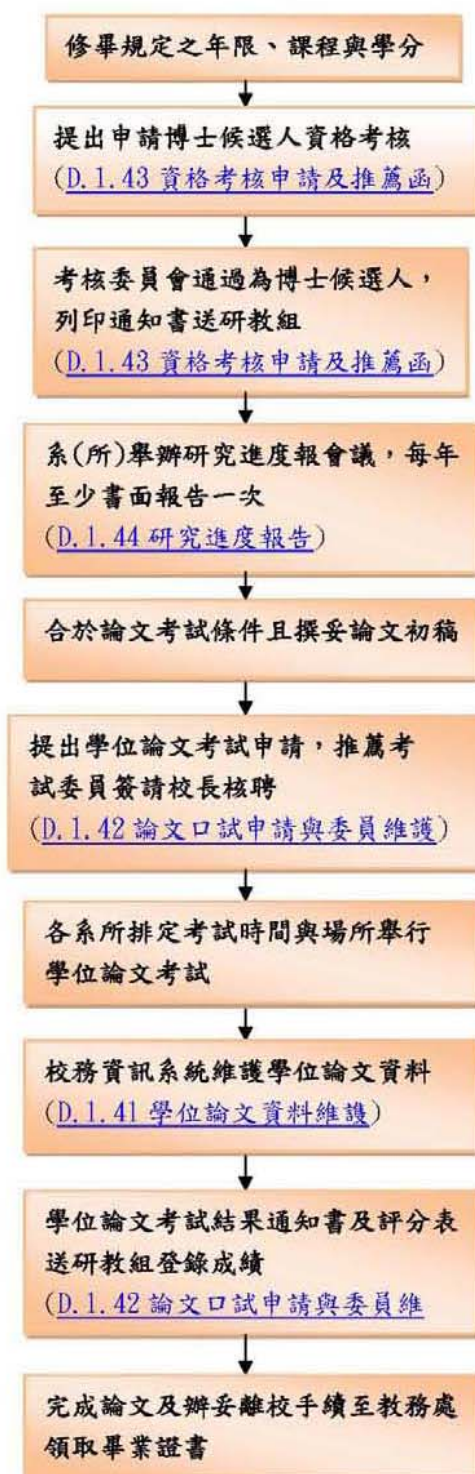 修畢規定之年限、課程與學分
提出申請博士候選人資格考核
(D.1.43 資格考核申請及推薦函)
考核委員會通過為博士候選人，
列印通知書送研教組
(D.1.43 資格考核申請及推薦函)
系(所)舉辦研究進度報會議，每年
至少書面報告一次
(D.1.44 研究進度報告)
合於論文考試條件且撰妥論文初稿
提出學位論文考試申請，推薦考
試委員簽請校長核聘
(D.1.42 論文口試申請與委員維護)
各系所排定考試時間與場所舉行
學位論文考試
校務資訊系統維護學位論文資料
(D.1.41 學位論文資料維護)
學位論文考試結果通知書及評分表
送研教組登錄成績
(D.1.42 論文口試申請與委員維
完成論文及辦妥離校手續至教務處
領取畢業證書